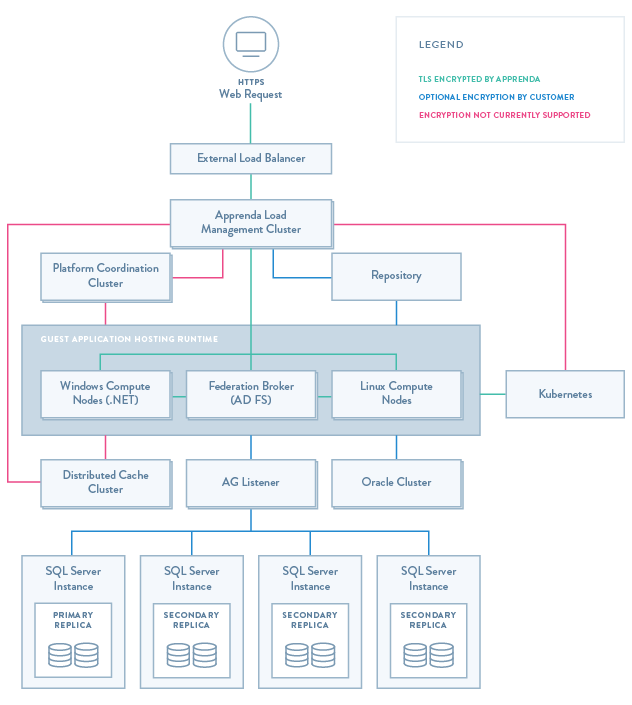 LEGEND
TLS ENCRYPTED BY APPRENDA
OPTIONAL ENCRYPTION BY CUSTOMER
ENCRYPTION NOT CURRENTLY SUPPORTED
HTTPS
Web Request
External Load Balancer
Apprenda Load
Management Cluster
Platform Coordination
Cluster
Repository
GUEST APPLICATION HOSTING RUNTIME
Windows Compute
Nodes (.NET)
Federation Broker
(AD FS)
Linux Compute
Nodes
Kubernetes
Distributed Cache
Cluster
AG Listener
Oracle Cluster
SQL Server
Instance
PRIMARY
REPLICA
SQL Server
Instance
SECONDARY
REPLICA
SQL Server
Instance
SECONDARY
REPLICA
SQL Server
Instance
SECONDARY
REPLICA